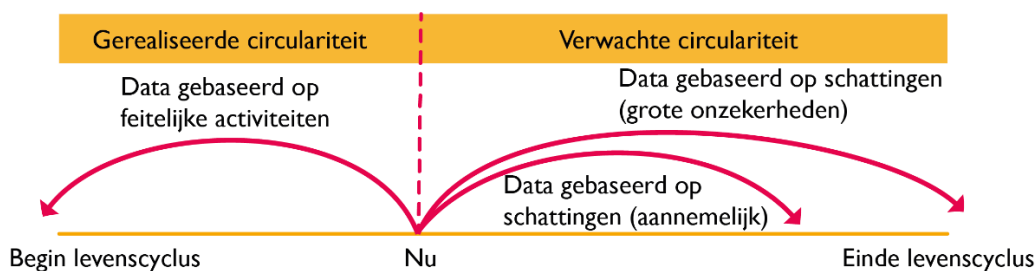 Gerealiseerde circulariteit
Verwachte circulariteit
Data gebaseerd op
feitelijke activiteiten
Data gebaseerd op schattingen
(grote onzekerheden)
Data gebaseerd op
schattingen (aannemelijk)
Begin levenscyclus
Nu
Einde levenscyclus